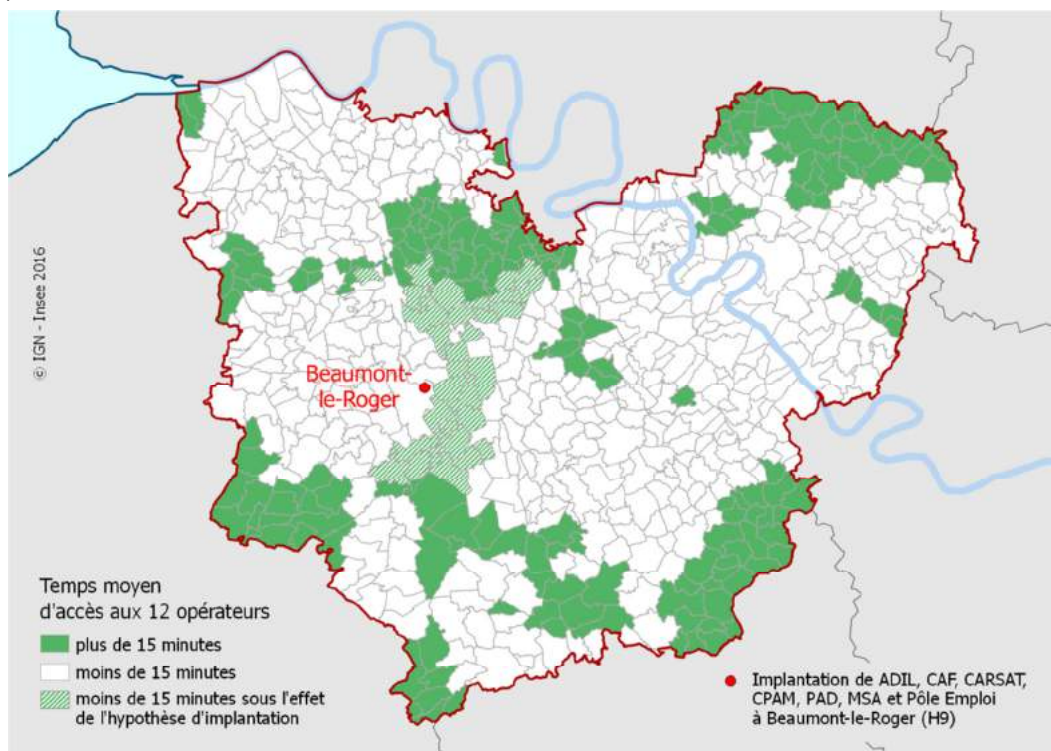 © IGN - Insee 2016
Beaumont-
le-Roger
Temps moyen
d'accès aux 12 opérateurs
plus de 15 minutes
moins de 15 minutes
moins de 15 minutes sous l'effet
de l'hypothèse d'implantation
Implantation de ADIL, CAF, CARSAT,
CPAM, PAD, MSA et Pôle Emploi
à Beaumont-le-Roger (H9)